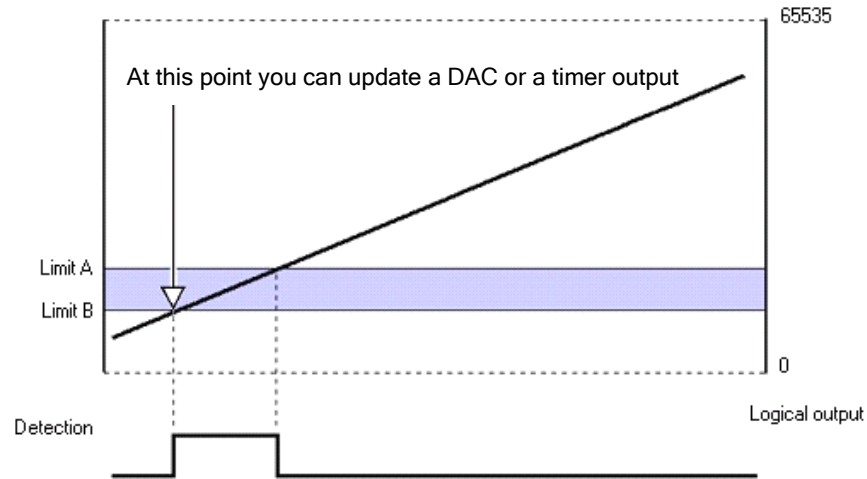 65535
At this point you can update a DAC or a timer output
Limit A
Limit B
0
Logical output
Detection